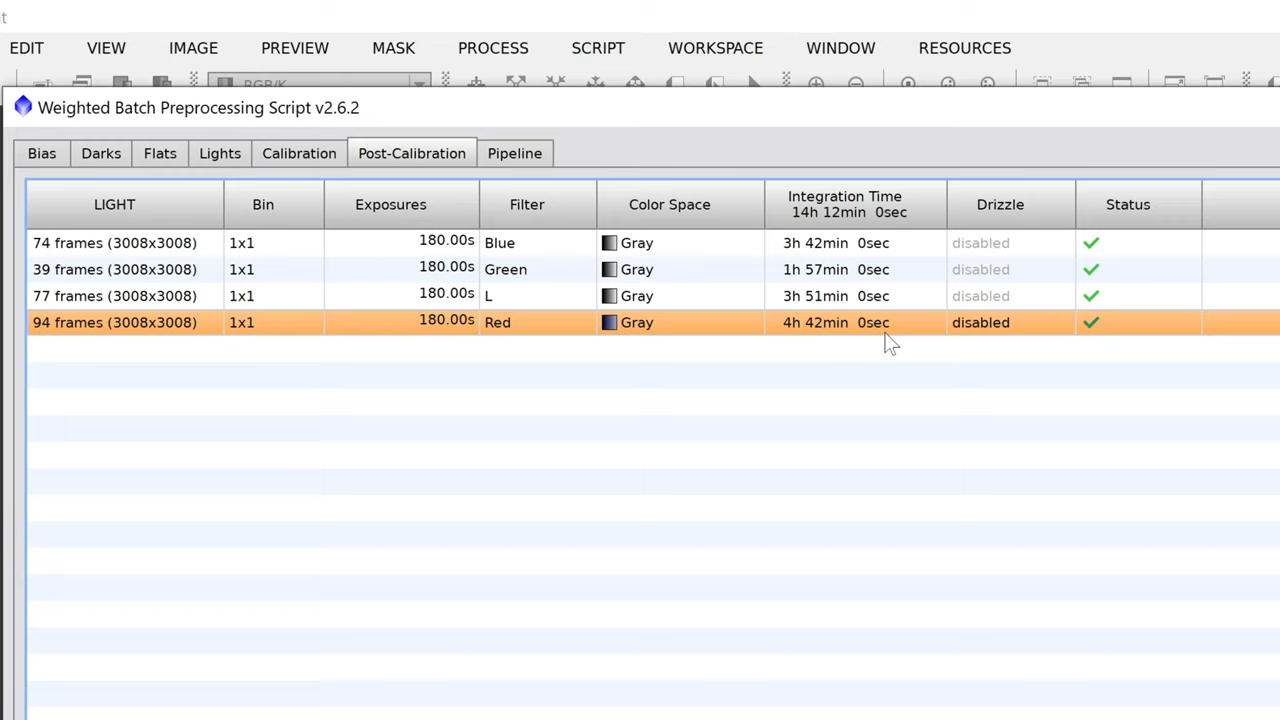 nt
EDIT VIEW IMAGE PREVIEW MASK PROCESS SCRIPT WORKSPACE WINDOW RESOURCES
RGB/K
Weighted Batch Preprocessing Script v2.6.2
Bias Darks Flats Lights Calibration Post-Calibration Pipeline
LIGHT Bin Exposures Filter Color Space Integration Time 14h 12min 0sec Drizzle Status
74 frames (3008x3008) 1x1 180.00s Blue Gray 3h 42min 0sec disabled
39 frames (3008x3008) 1x1 180.00s Green Gray 1h 57min 0sec disabled
77 frames (3008x3008) 1x1 180.00s L Gray 3h 51min 0sec disabled
94 frames (3008x3008) 1x1 180.00s Red Gray 4h 42min 0sec disabled